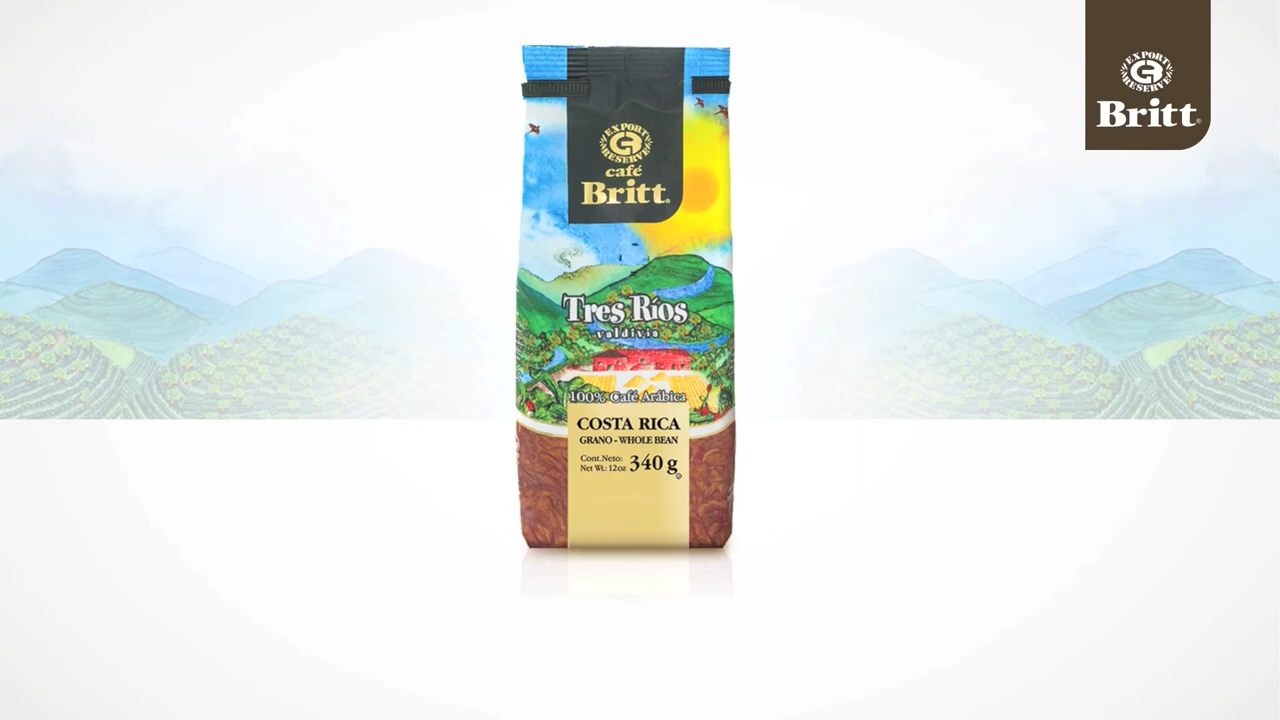 EXPORT
RESERVE
café
Britt®
Tres Ríos
valdivia
100% Café Arábica
COSTA RICA
GRANO - WHOLE BEAN
Cont.Neto:
Net Wt.: 12oz 340 g
EXPORT
RESERVE
Britt®